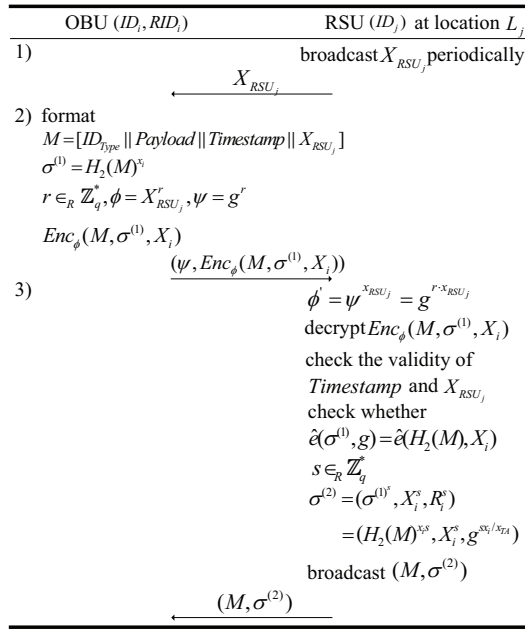 OBU (ID_i, RID_i) RSU (ID_j) at location L_j
1) broadcast X_{RSU_j} periodically
X_{RSU_j}
2) format
M=[ID_{Type} || Payload || Timestamp || X_{RSU_j}]
σ^{(1)} = H_2(M)^{x_i}
r ∈_R ℤ_q^*, ϕ = X_{RSU_j}^r, ψ = g^r
Enc_ϕ(M, σ^{(1)}, X_i)
(ψ, Enc_ϕ(M, σ^{(1)}, X_i))
3)
ϕ' = ψ^{x_{RSU_j}} = g^{r·x_{RSU_j}}
decrypt Enc_ϕ(M, σ^{(1)}, X_i)
check the validity of
Timestamp and X_{RSU_j}
check whether
ê(σ^{(1)}, g) = ê(H_2(M), X_i)
s ∈_R ℤ_q^*
σ^{(2)} = (σ^{(1)^s}, X_i^s, R_i^s)
= (H_2(M)^{x_i s}, X_i^s, g^{s x_i / x_{TA}})
broadcast (M, σ^{(2)})
(M, σ^{(2)})